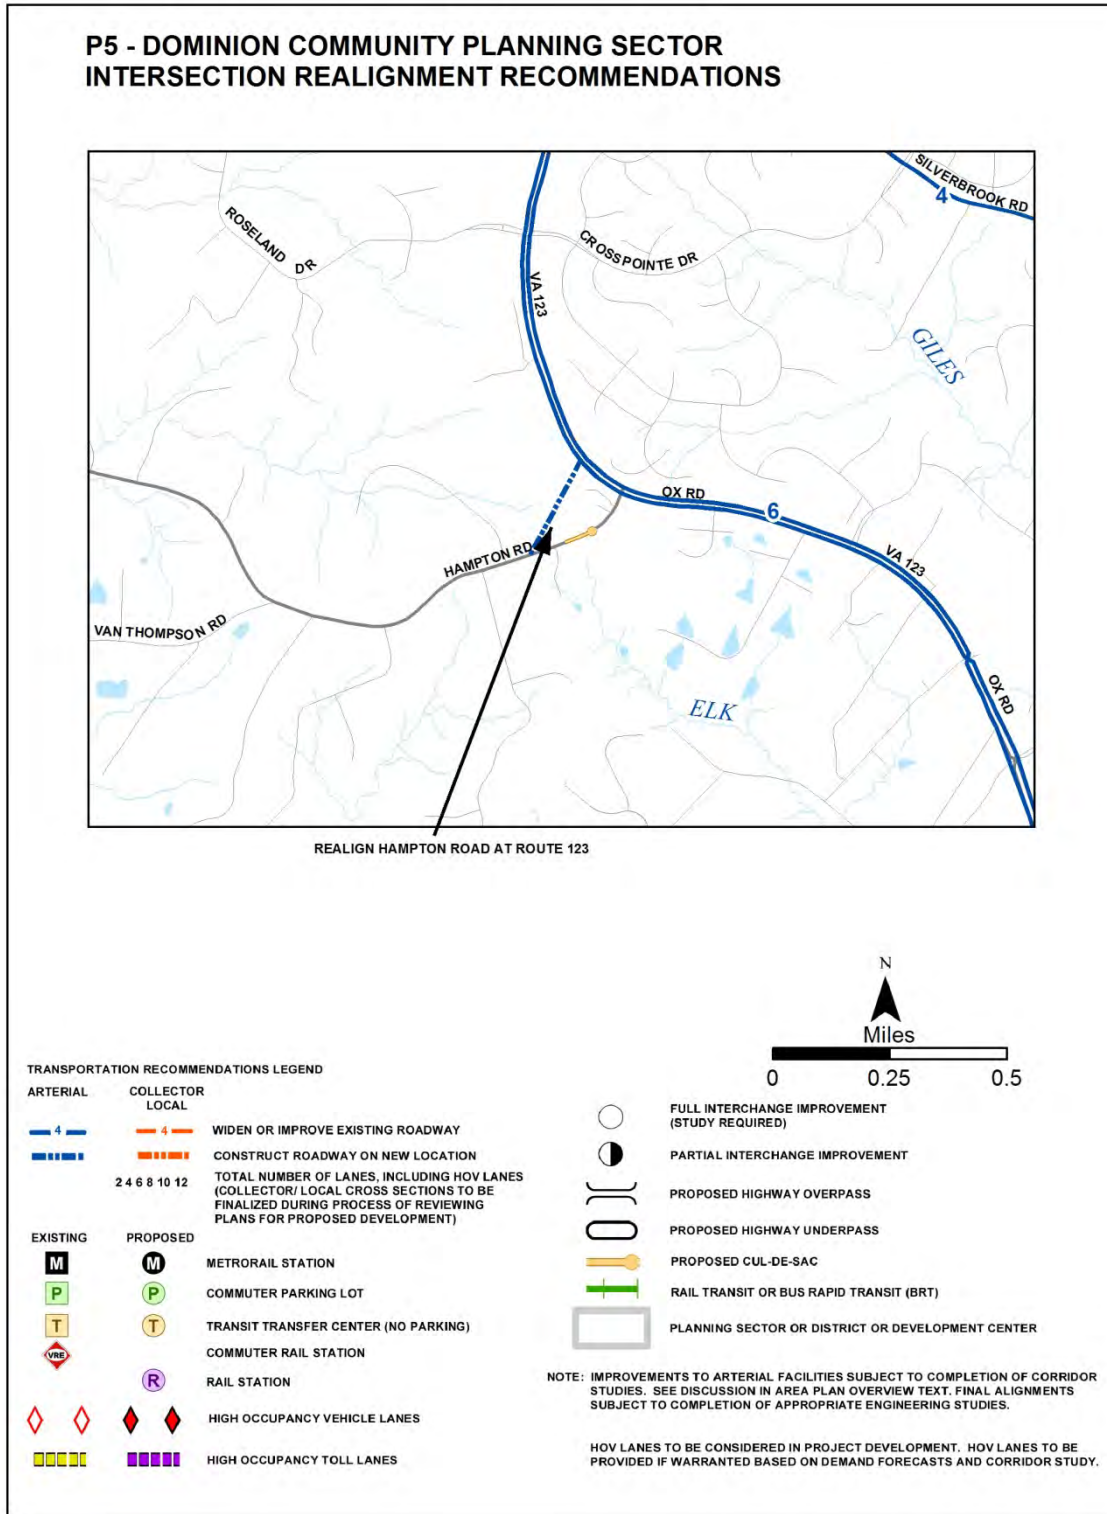 P5 - DOMINION COMMUNITY PLANNING SECTOR
INTERSECTION REALIGNMENT RECOMMENDATIONS
SILVERBROOK RD
4
ROSELAND DR
CROSSPOINTE DR
VA 123
GILES
OX RD
6
VA 123
HAMPTON RD
VAN THOMPSON RD
ELK
OX RD
REALIGN HAMPTON ROAD AT ROUTE 123
N
Miles
0 0.25 0.5
TRANSPORTATION RECOMMENDATIONS LEGEND
ARTERIAL COLLECTOR
LOCAL
4 4 WIDEN OR IMPROVE EXISTING ROADWAY
CONSTRUCT ROADWAY ON NEW LOCATION
2 4 6 8 10 12 TOTAL NUMBER OF LANES, INCLUDING HOV LANES
(COLLECTOR/ LOCAL CROSS SECTIONS TO BE
FINALIZED DURING PROCESS OF REVIEWING
PLANS FOR PROPOSED DEVELOPMENT)
EXISTING PROPOSED
M M METRORAIL STATION
P P COMMUTER PARKING LOT
T T TRANSIT TRANSFER CENTER (NO PARKING)
VRE COMMUTER RAIL STATION
R RAIL STATION
HIGH OCCUPANCY VEHICLE LANES
HIGH OCCUPANCY TOLL LANES
FULL INTERCHANGE IMPROVEMENT
(STUDY REQUIRED)
PARTIAL INTERCHANGE IMPROVEMENT
PROPOSED HIGHWAY OVERPASS
PROPOSED HIGHWAY UNDERPASS
PROPOSED CUL-DE-SAC
RAIL TRANSIT OR BUS RAPID TRANSIT (BRT)
PLANNING SECTOR OR DISTRICT OR DEVELOPMENT CENTER
NOTE: IMPROVEMENTS TO ARTERIAL FACILITIES SUBJECT TO COMPLETION OF CORRIDOR
STUDIES. SEE DISCUSSION IN AREA PLAN OVERVIEW TEXT. FINAL ALIGNMENTS
SUBJECT TO COMPLETION OF APPROPRIATE ENGINEERING STUDIES.
HOV LANES TO BE CONSIDERED IN PROJECT DEVELOPMENT. HOV LANES TO BE
PROVIDED IF WARRANTED BASED ON DEMAND FORECASTS AND CORRIDOR STUDY.